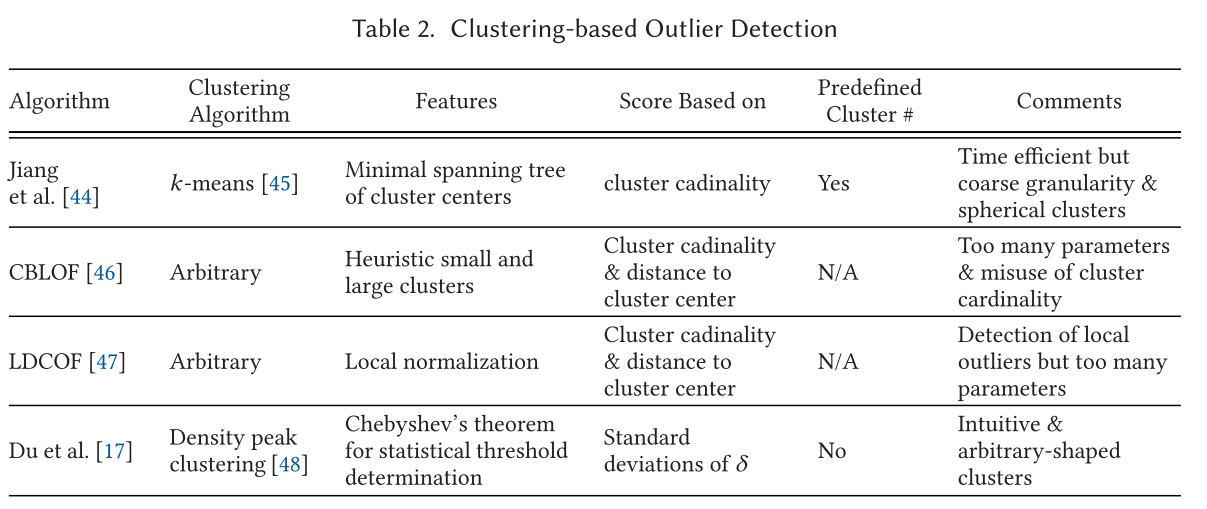 Table 2. Clustering-based Outlier Detection
Algorithm
Clustering
Algorithm
Features
Score Based on
Predefined
Cluster #
Comments
Jiang
et al. [44]
k-means [45]
Minimal spanning tree
of cluster centers
cluster cadinality
Yes
Time efficient but
coarse granularity &
spherical clusters
CBLOF [46]
Arbitrary
Heuristic small and
large clusters
Cluster cadinality
& distance to
cluster center
N/A
Too many parameters
& misuse of cluster
cardinality
LDCOF [47]
Arbitrary
Local normalization
Cluster cadinality
& distance to
cluster center
N/A
Detection of local
outliers but too many
parameters
Du et al. [17]
Density peak
clustering [48]
Chebyshev's theorem
for statistical threshold
determination
Standard
deviations of δ
No
Intuitive &
arbitrary-shaped
clusters